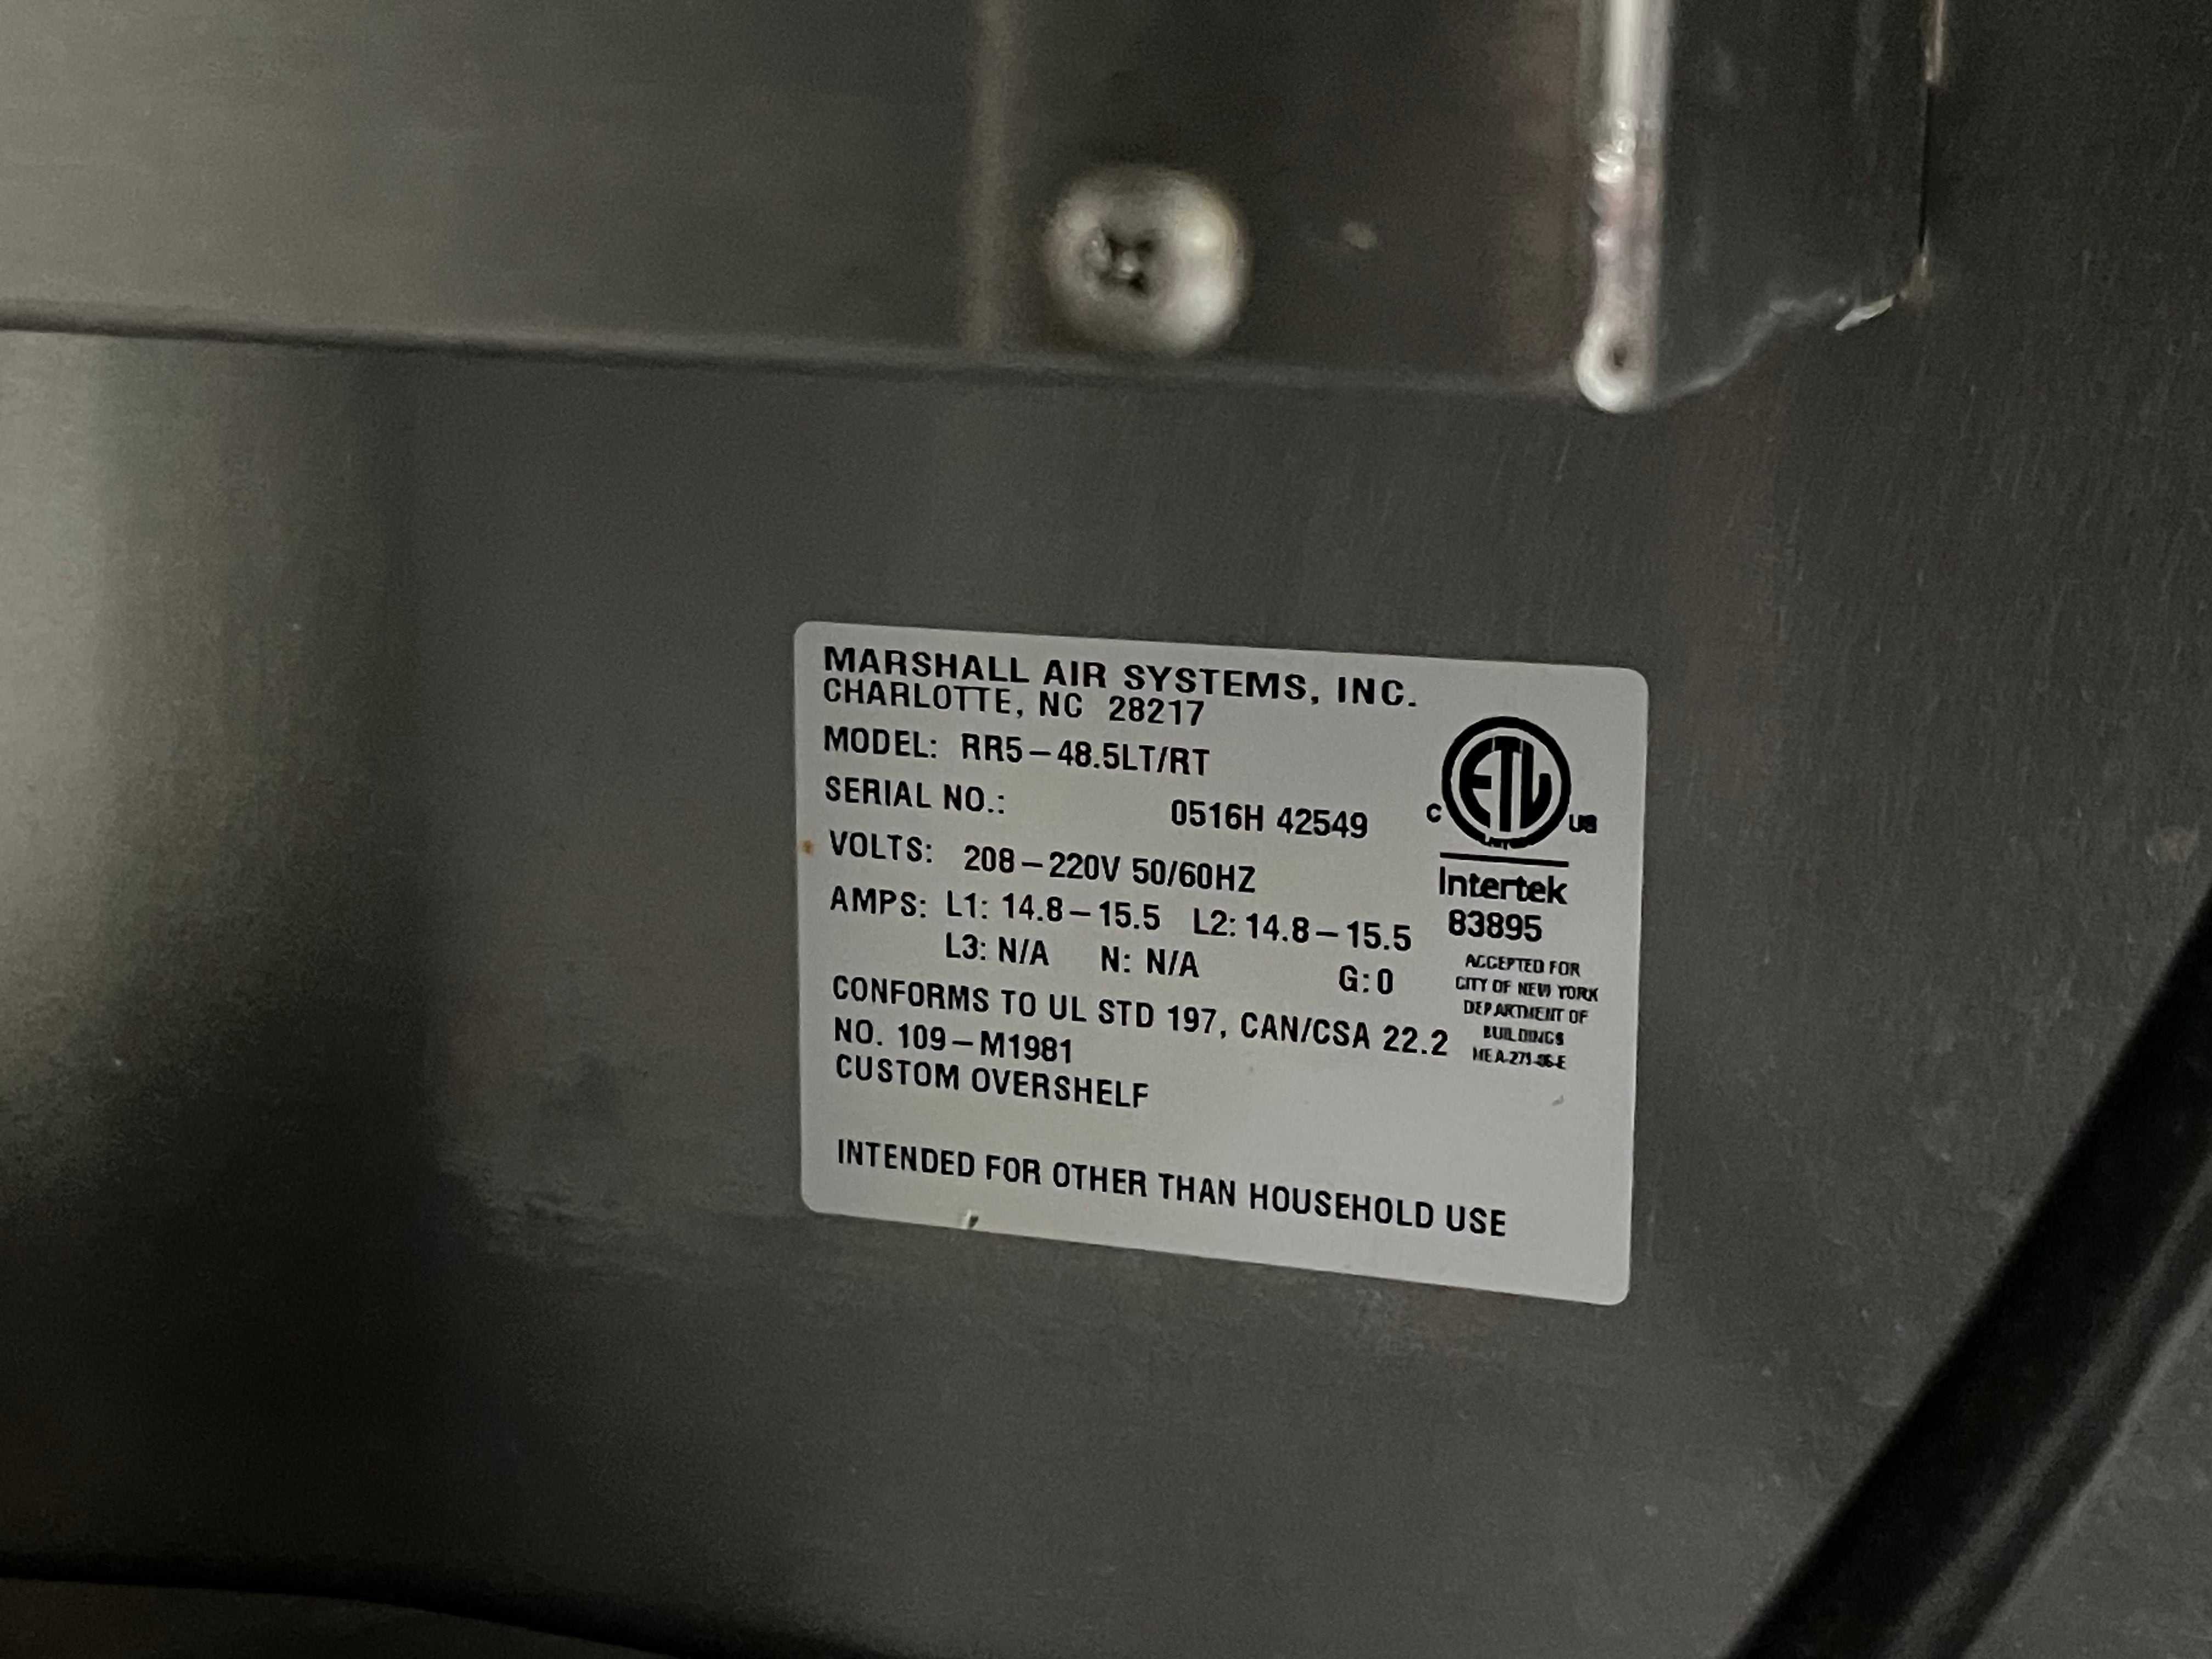 MARSHALL AIR SYSTEMS, INC.
CHARLOTTE, NC 28217
MODEL: RR5-48.5LT/RT
SERIAL NO.: 0516H 42549
VOLTS: 208-220V 50/60HZ
AMPS: L1: 14.8-15.5 L2: 14.8-15.5
L3: N/A N: N/A G: 0
CONFORMS TO UL STD 197, CAN/CSA 22.2
NO. 109-M1981
CUSTOM OVERSHELF
INTENDED FOR OTHER THAN HOUSEHOLD USE
C ETL US
Intertek
83895
ACCEPTED FOR
CITY OF NEW YORK
DEPARTMENT OF
BUILDINGS